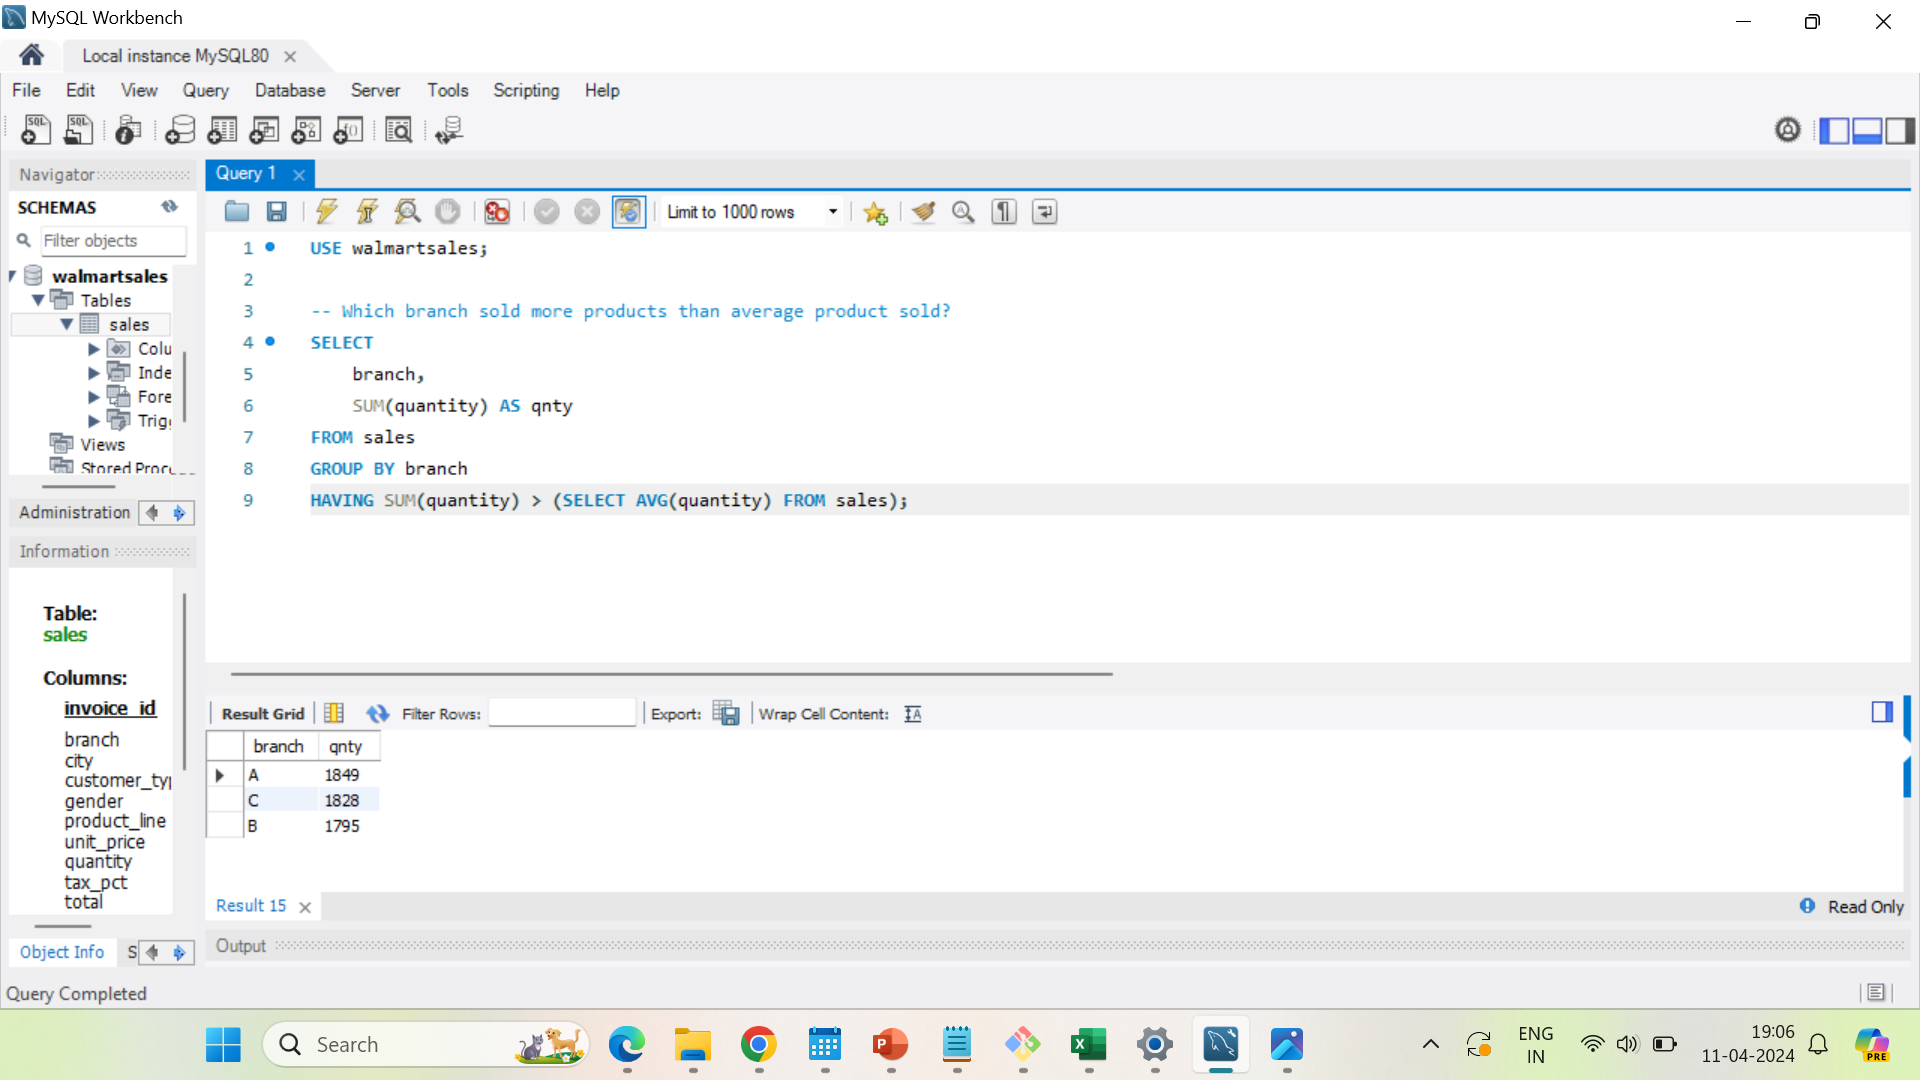 MySQL Workbench
Local instance MySQL80
File Edit View Query Database Server Tools Scripting Help
Navigator
SCHEMAS
Filter objects
walmartsales
Tables
sales
Colu
Inde
Fore
Trig
Views
Stored Proc
Administration
Information
Table:
sales
Columns:
invoice_id
branch
city
customer_typ
gender
product_line
unit_price
quantity
tax_pct
total
Object Info S
Query 1
Limit to 1000 rows
1 USE walmartsales;
2
3 -- Which branch sold more products than average product sold?
4 SELECT
5 branch,
6 SUM(quantity) AS qnty
7 FROM sales
8 GROUP BY branch
9 HAVING SUM(quantity) > (SELECT AVG(quantity) FROM sales);
Result Grid Filter Rows: Export: Wrap Cell Content:
branch qnty
A 1849
C 1828
B 1795
Result 15
Read Only
Output
Query Completed
Search
ENG
IN
19:06
11-04-2024
PRE